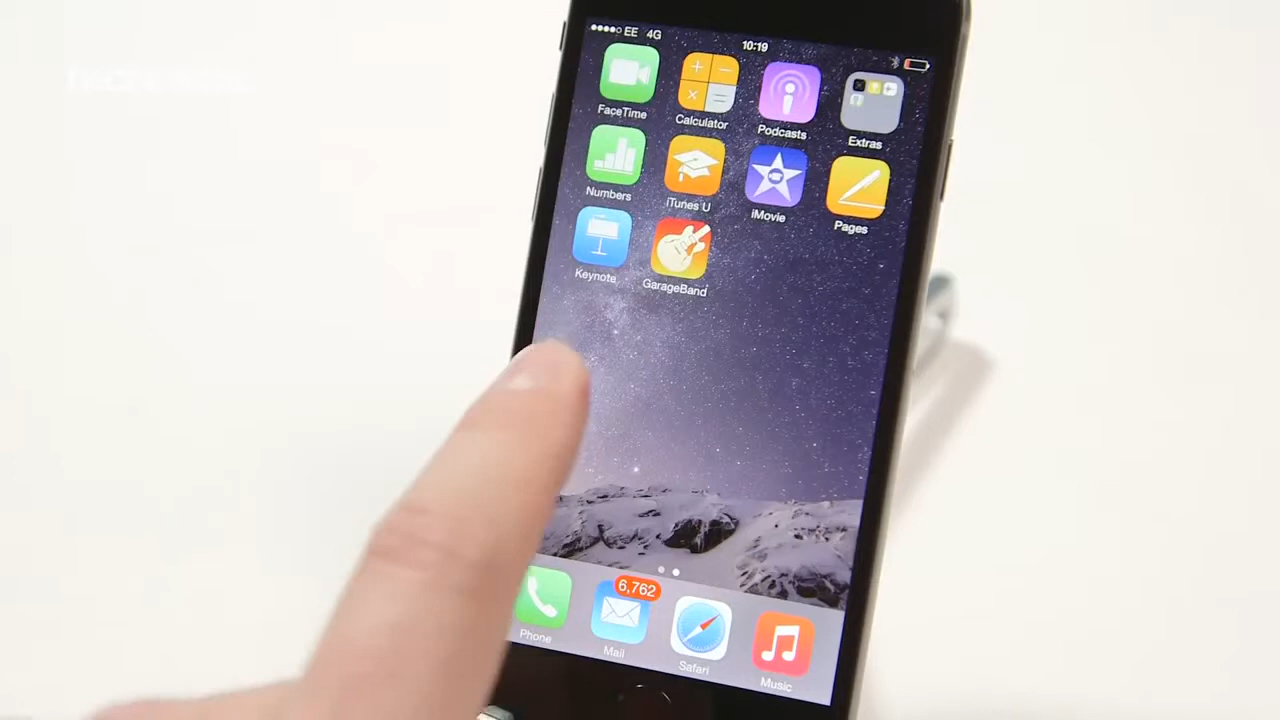 EE 4G 10:19
FaceTime Calculator Podcasts Extras
Numbers iTunes U iMovie Pages
Keynote GarageBand
6,762
Phone Mail Safari Music